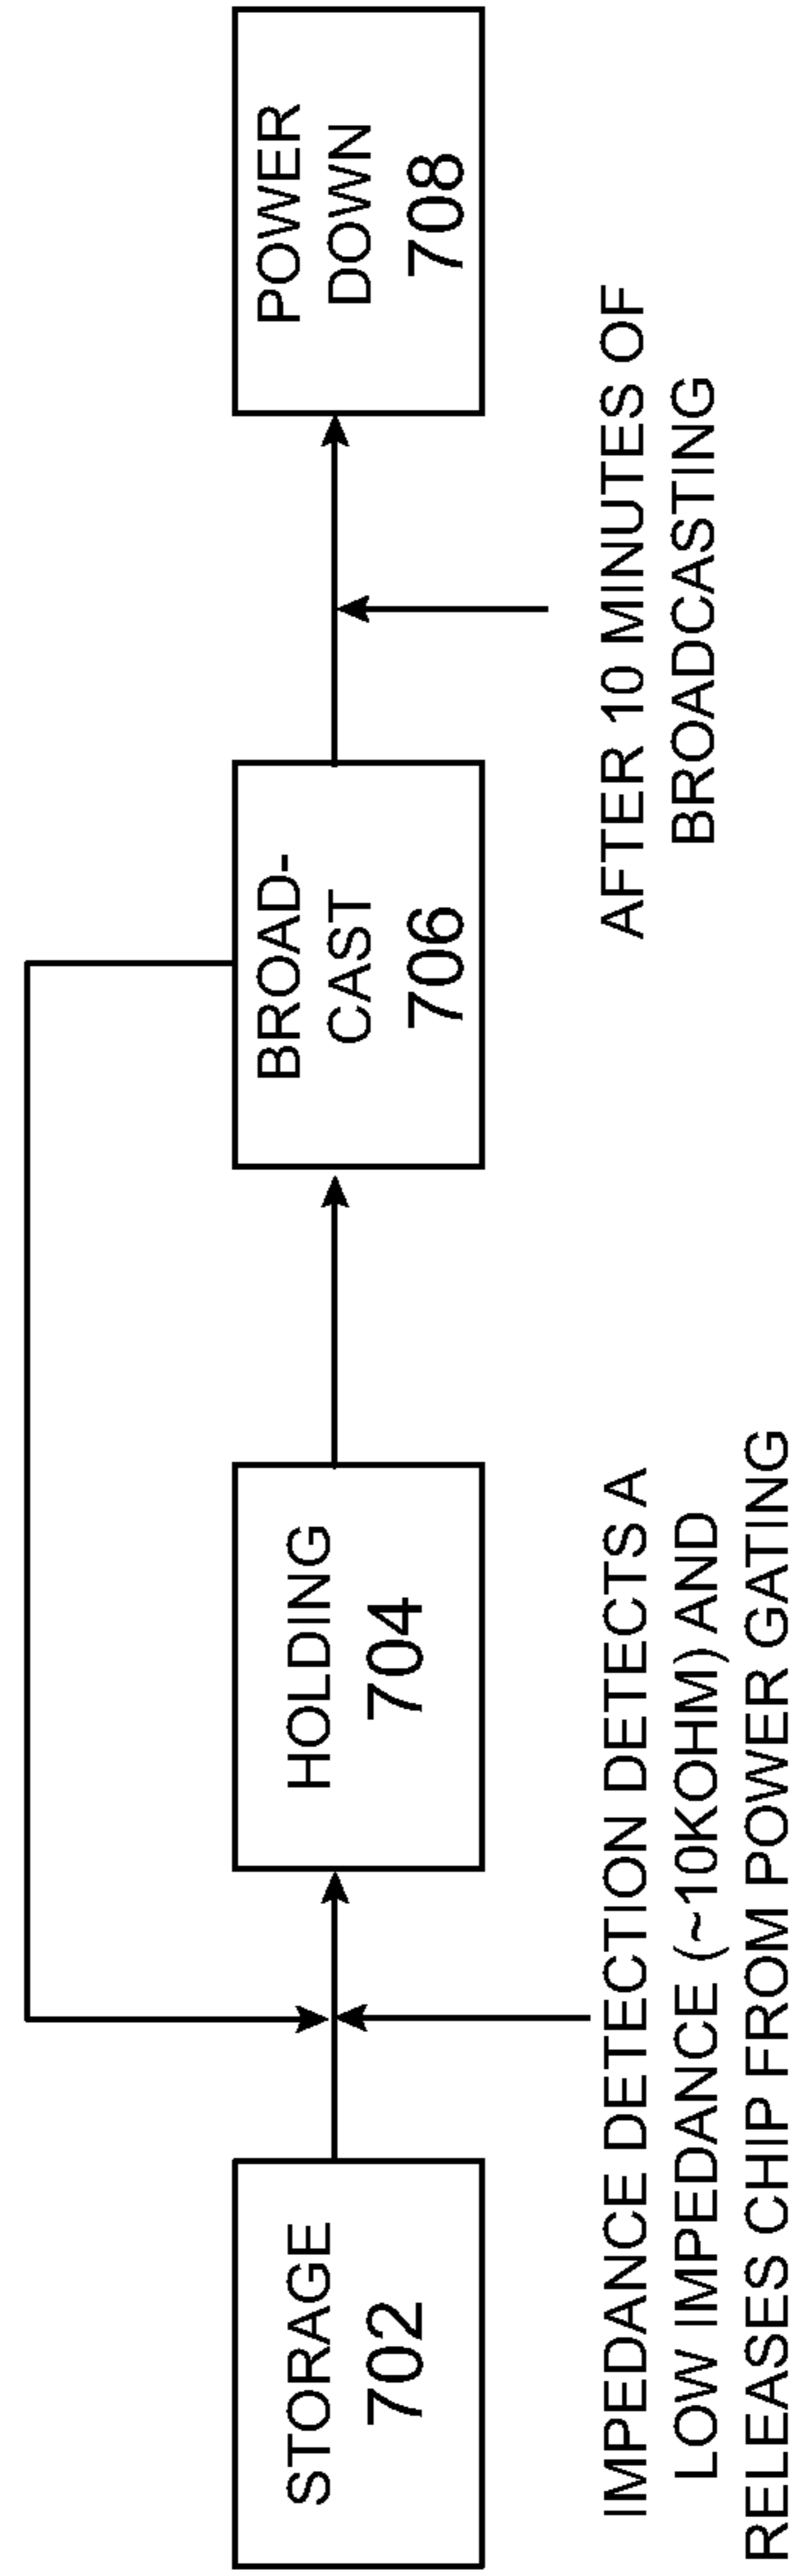 STORAGE
702
HOLDING
704
BROAD-
CAST
706
POWER
DOWN
708
IMPEDANCE DETECTION DETECTS A
LOW IMPEDANCE (~10KOHM) AND
RELEASES CHIP FROM POWER GATING
AFTER 10 MINUTES OF
BROADCASTING